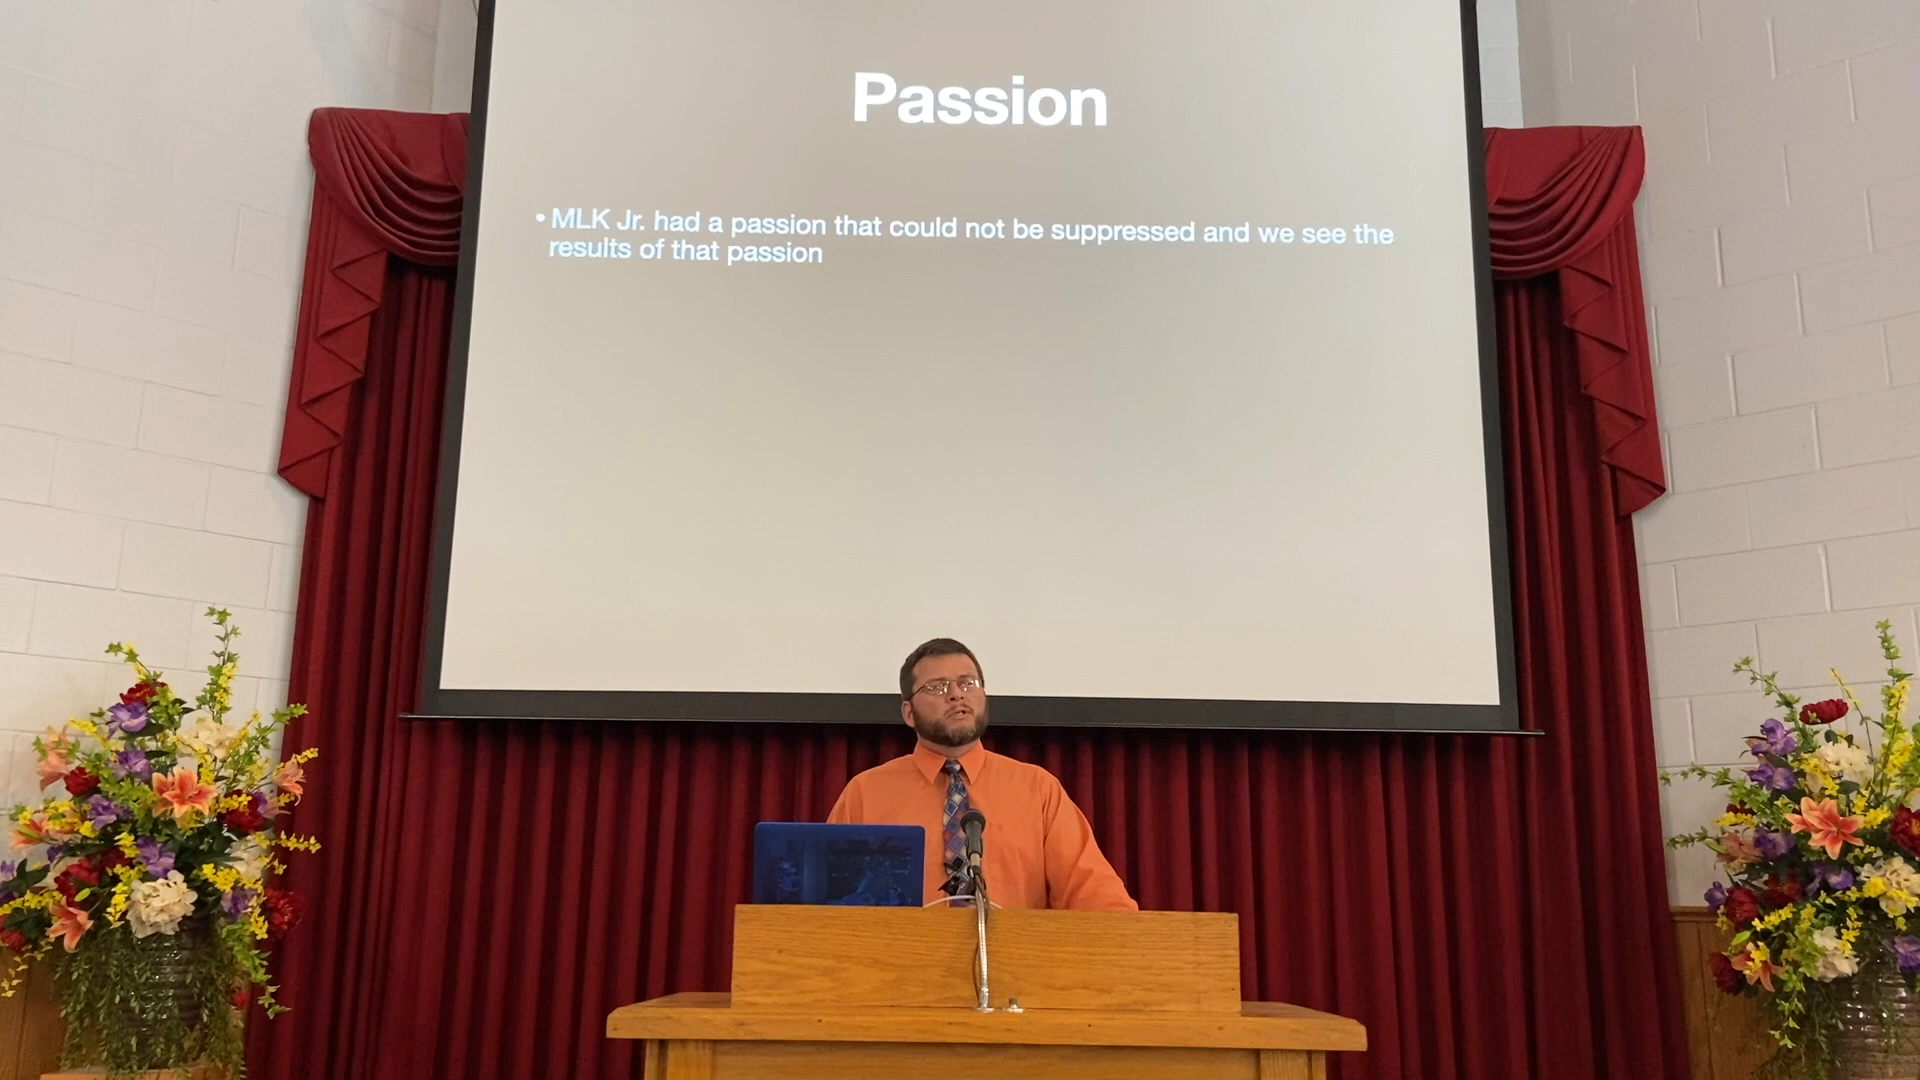 Passion
• MLK Jr. had a passion that could not be suppressed and we see the
results of that passion